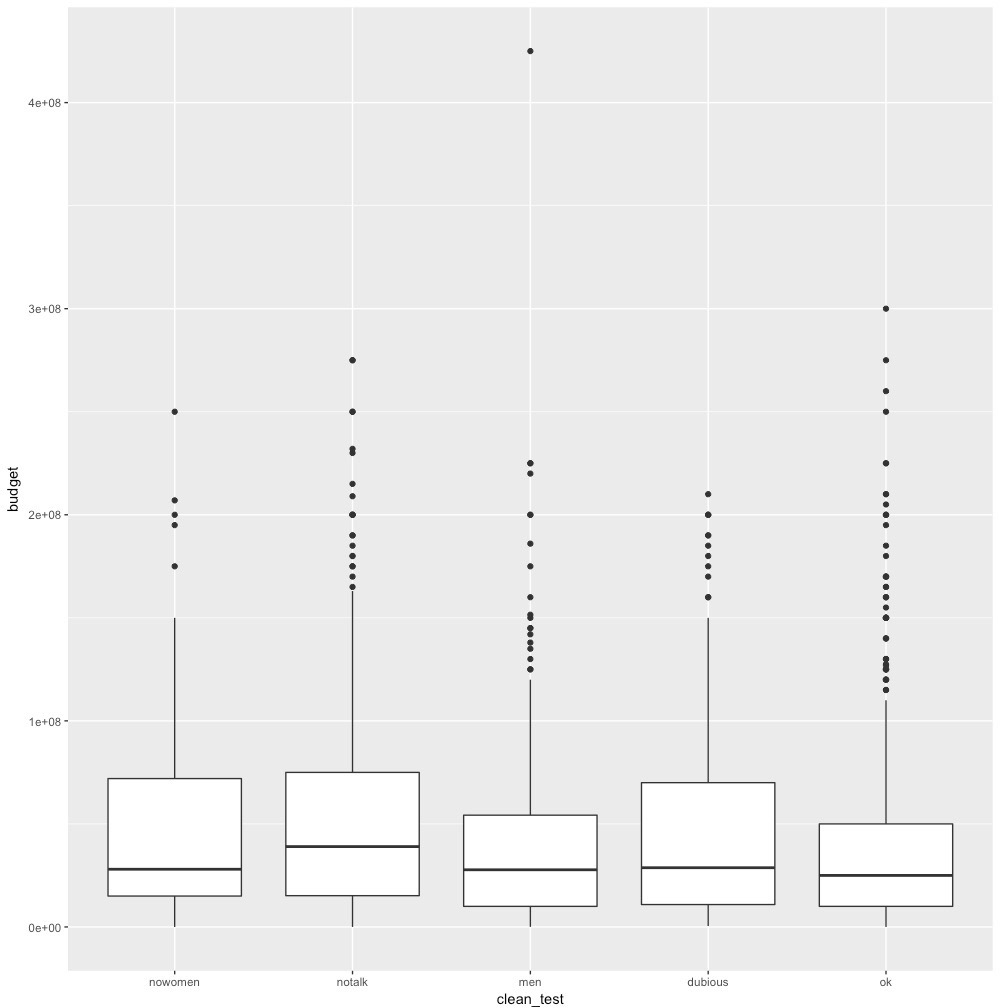 budget
4e+08
3e+08
2e+08
1e+08
0e+00
nowomen notalk men dubious ok
clean_test